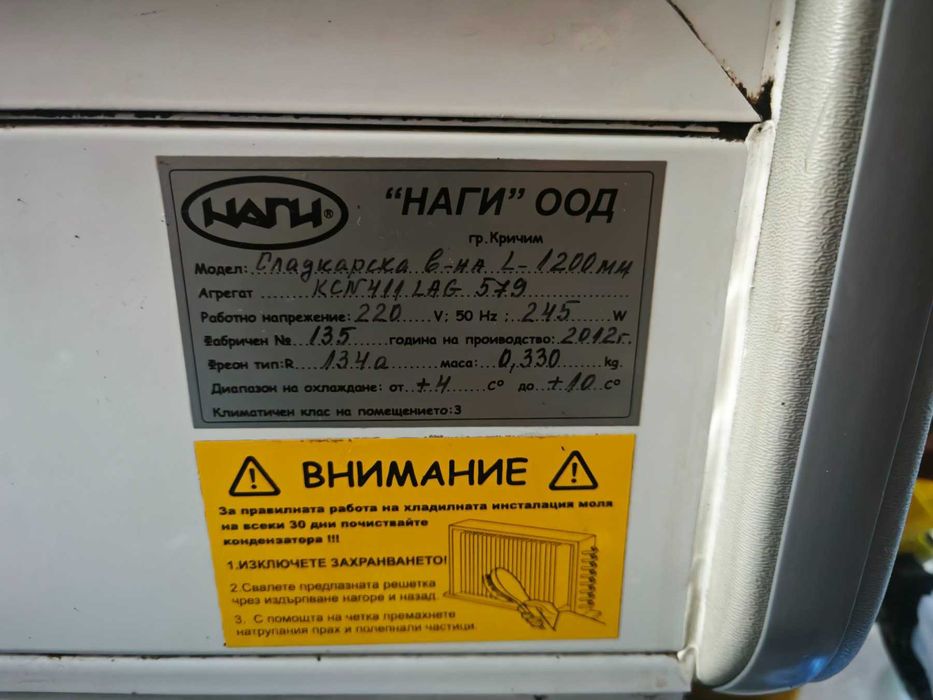 НАГИ®
"НАГИ" ООД
гр.Кричим
Модел: Сладкарска в-на L-1200мм
Агрегат KCN411LAG 579
Работно напрежение: 220 V; 50 Hz; 245 W
Фабричен № 135 година на проиводство: 2012г.
Фреон тип:R 134a маса: 0,330 kg.
Диапазон на охлаждане: от +4 C° до +10 C°
Климатичен клас на помещението:3
ВНИМАНИЕ
За правилната работа на хладилната инсталация моля
на всеки 30 дни почиствайте
кондензатора !!!
1.ИЗКЛЮЧЕТЕ ЗАХРАНВАНЕТО!
2.Свалете предпазната решетка
чрез издърпване нагоре и назад.
3. С помощта на четка премахнете
натрупания прах и полепнали частици.